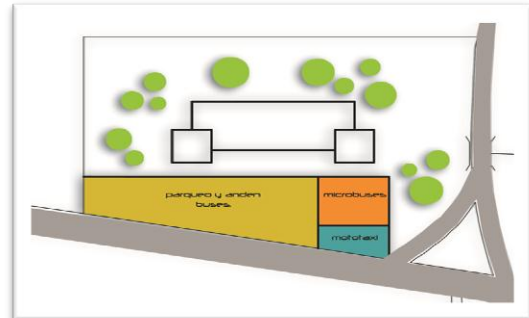 parqueo y anden
buses
microbuses
mototaxi